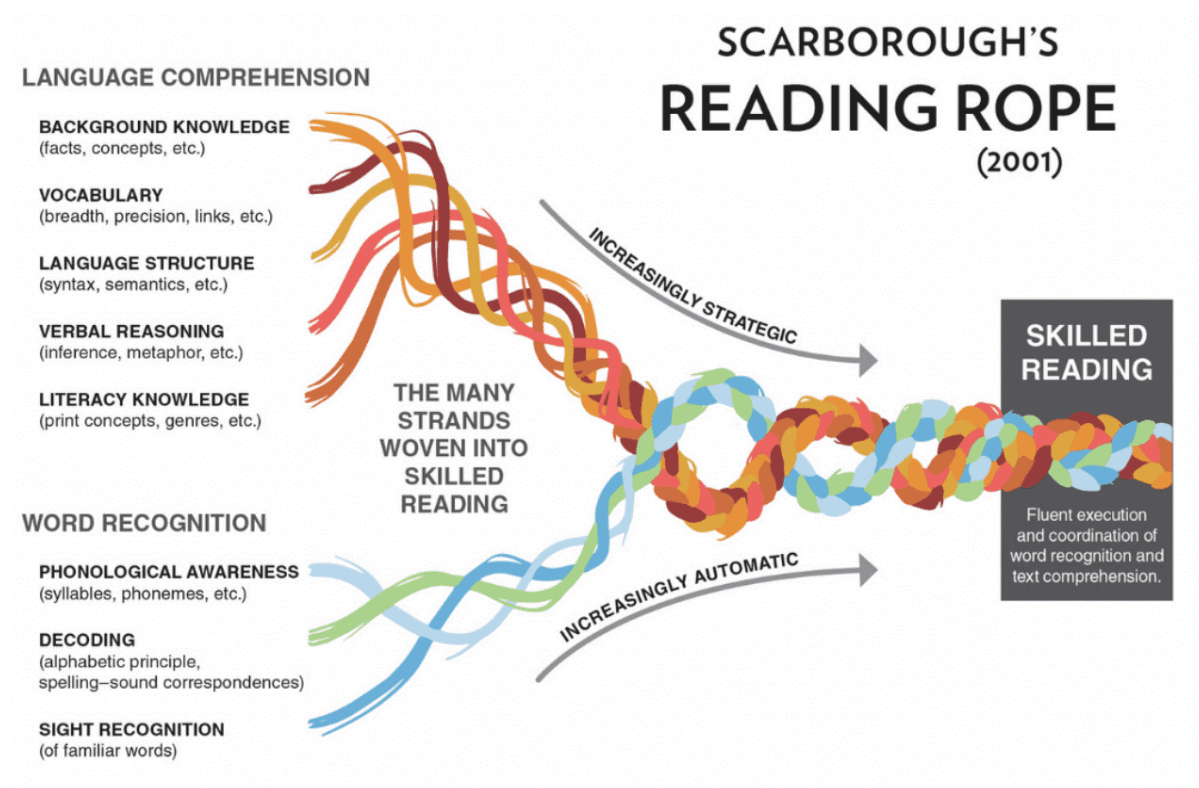 SCARBOROUGH'S
READING ROPE
(2001)
LANGUAGE COMPREHENSION
BACKGROUND KNOWLEDGE
(facts, concepts, etc.)
VOCABULARY
(breadth, precision, links, etc.)
LANGUAGE STRUCTURE
(syntax, semantics, etc.)
VERBAL REASONING
(inference, metaphor, etc.)
LITERACY KNOWLEDGE
(print concepts, genres, etc.)
WORD RECOGNITION
PHONOLOGICAL AWARENESS
(syllables, phonemes, etc.)
DECODING
(alphabetic principle,
spelling–sound correspondences)
SIGHT RECOGNITION
(of familiar words)
THE MANY
STRANDS
WOVEN INTO
SKILLED
READING
INCREASINGLY STRATEGIC
INCREASINGLY AUTOMATIC
SKILLED
READING
Fluent execution
and coordination of
word recognition and
text comprehension.